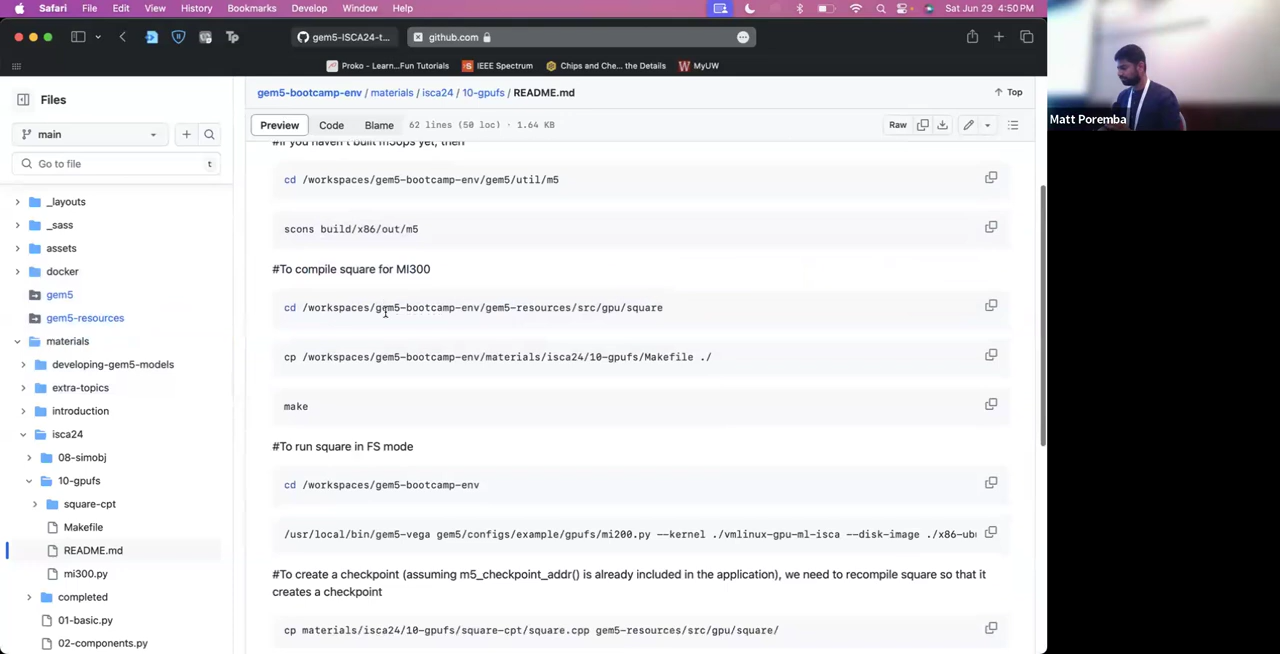 Safari File Edit View History Bookmarks Develop Window Help Sat Jun 29 4:50 PM
Tp gem5-ISCA24-t... github.com
Proko - Learn...Fun Tutorials IEEE Spectrum Chips and Che... the Details MyUW
Files
main
Go to file t
_layouts
_sass
assets
docker
gem5
gem5-resources
materials
developing-gem5-models
extra-topics
introduction
isca24
08-simobj
10-gpufs
square-cpt
Makefile
README.md
mi300.py
completed
01-basic.py
02-components.py
gem5-bootcamp-env / materials / isca24 / 10-gpufs / README.md Top
Preview Code Blame 62 lines (50 loc) · 1.64 KB Raw
#If you haven't built m5ops yet, then
cd /workspaces/gem5-bootcamp-env/gem5/util/m5
scons build/x86/out/m5
#To compile square for MI300
cd /workspaces/gem5-bootcamp-env/gem5-resources/src/gpu/square
cp /workspaces/gem5-bootcamp-env/materials/isca24/10-gpufs/Makefile ./
make
#To run square in FS mode
cd /workspaces/gem5-bootcamp-env
/usr/local/bin/gem5-vega gem5/configs/example/gpufs/mi200.py --kernel ./vmlinux-gpu-ml-isca --disk-image ./x86-ubu
#To create a checkpoint (assuming m5_checkpoint_addr() is already included in the application), we need to recompile square so that it
creates a checkpoint
cp materials/isca24/10-gpufs/square-cpt/square.cpp gem5-resources/src/gpu/square/
Matt Poremba